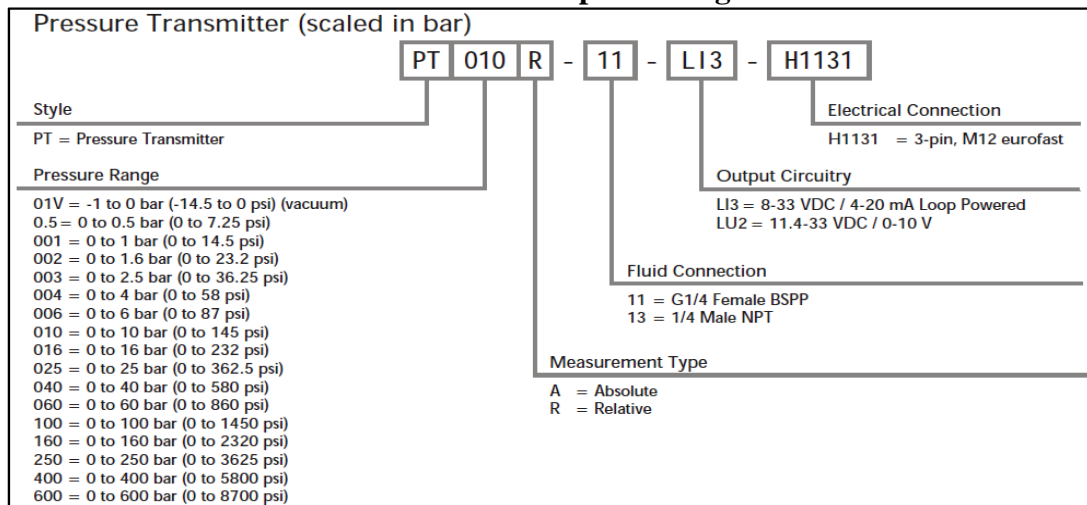 Pressure Transmitter (scaled in bar)
PT 010 R - 11 - LI3 - H1131
Style
PT = Pressure Transmitter
Pressure Range
01V = -1 to 0 bar (-14.5 to 0 psi) (vacuum)
0.5 = 0 to 0.5 bar (0 to 7.25 psi)
001 = 0 to 1 bar (0 to 14.5 psi)
002 = 0 to 1.6 bar (0 to 23.2 psi)
003 = 0 to 2.5 bar (0 to 36.25 psi)
004 = 0 to 4 bar (0 to 58 psi)
006 = 0 to 6 bar (0 to 87 psi)
010 = 0 to 10 bar (0 to 145 psi)
016 = 0 to 16 bar (0 to 232 psi)
025 = 0 to 25 bar (0 to 362.5 psi)
040 = 0 to 40 bar (0 to 580 psi)
060 = 0 to 60 bar (0 to 860 psi)
100 = 0 to 100 bar (0 to 1450 psi)
160 = 0 to 160 bar (0 to 2320 psi)
250 = 0 to 250 bar (0 to 3625 psi)
400 = 0 to 400 bar (0 to 5800 psi)
600 = 0 to 600 bar (0 to 8700 psi)
Electrical Connection
H1131 = 3-pin, M12 eurofast
Output Circuitry
LI3 = 8-33 VDC / 4-20 mA Loop Powered
LU2 = 11.4-33 VDC / 0-10 V
Fluid Connection
11 = G1/4 Female BSPP
13 = 1/4 Male NPT
Measurement Type
A = Absolute
R = Relative